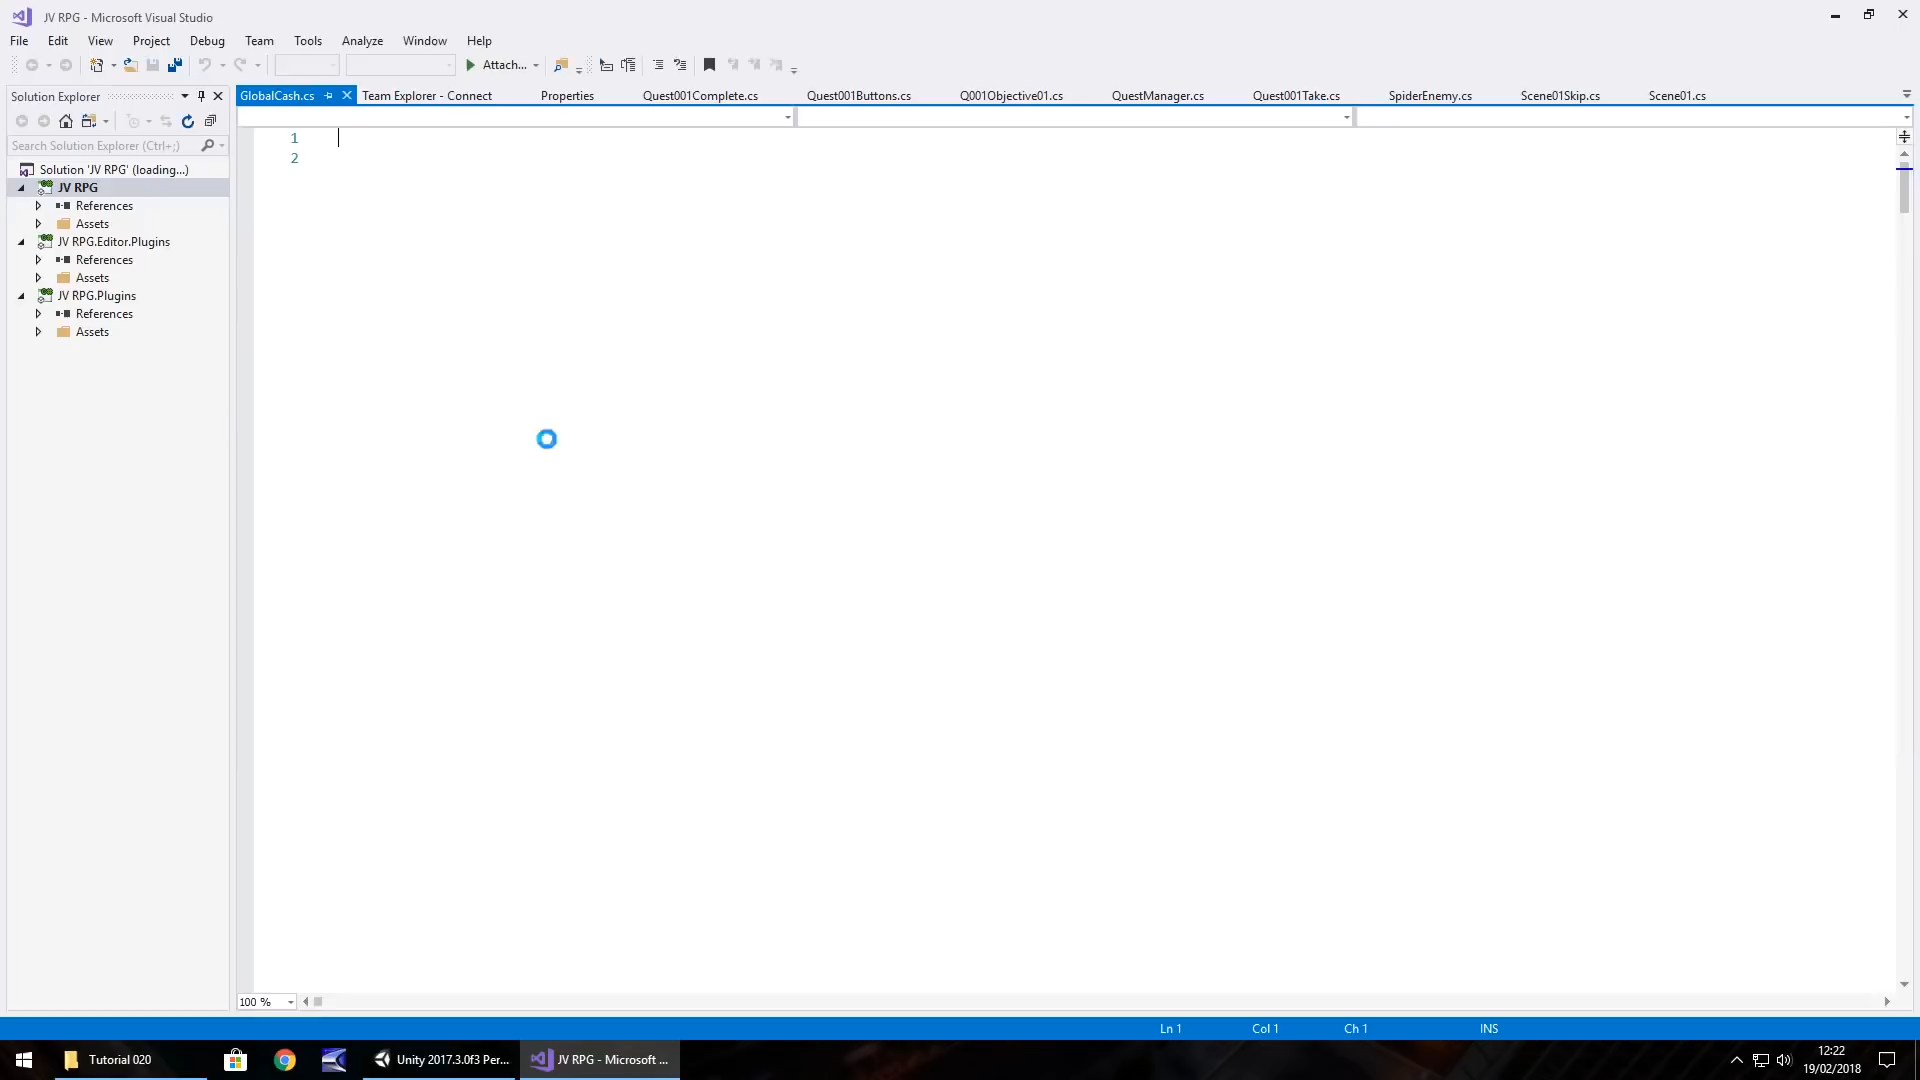 JV RPG - Microsoft Visual Studio
File Edit View Project Debug Team Tools Analyze Window Help
Attach...
Solution Explorer
GlobalCash.cs Team Explorer - Connect Properties Quest001Complete.cs Quest001Buttons.cs Q001Objective01.cs QuestManager.cs Quest001Take.cs SpiderEnemy.cs Scene01Skip.cs Scene01.cs
Search Solution Explorer (Ctrl+;)
1
2
Solution 'JV RPG' (loading...)
JV RPG
References
Assets
JV RPG.Editor.Plugins
References
Assets
JV RPG.Plugins
References
Assets
100 %
Ln 1 Col 1 Ch 1 INS
Tutorial 020 Unity 2017.3.0f3 Per... JV RPG - Microsoft ...
12:22
19/02/2018